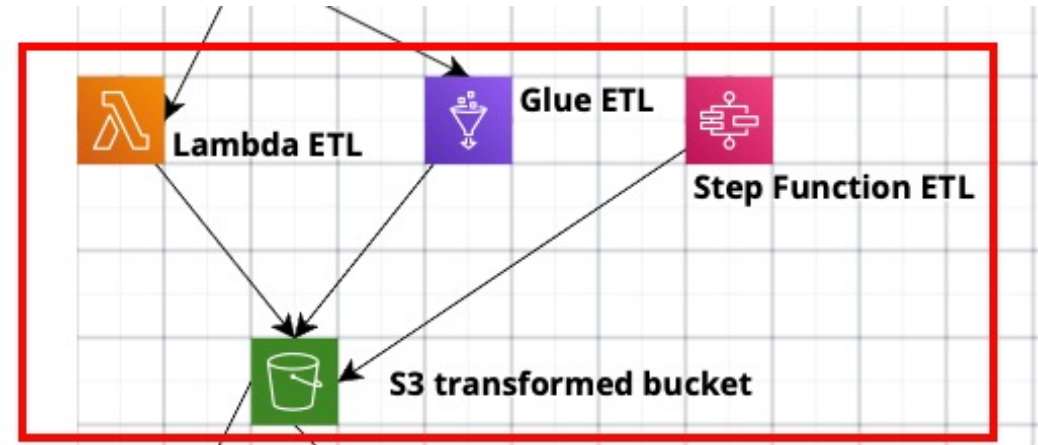 Glue ETL
Lambda ETL
Step Function ETL
S3 transformed bucket